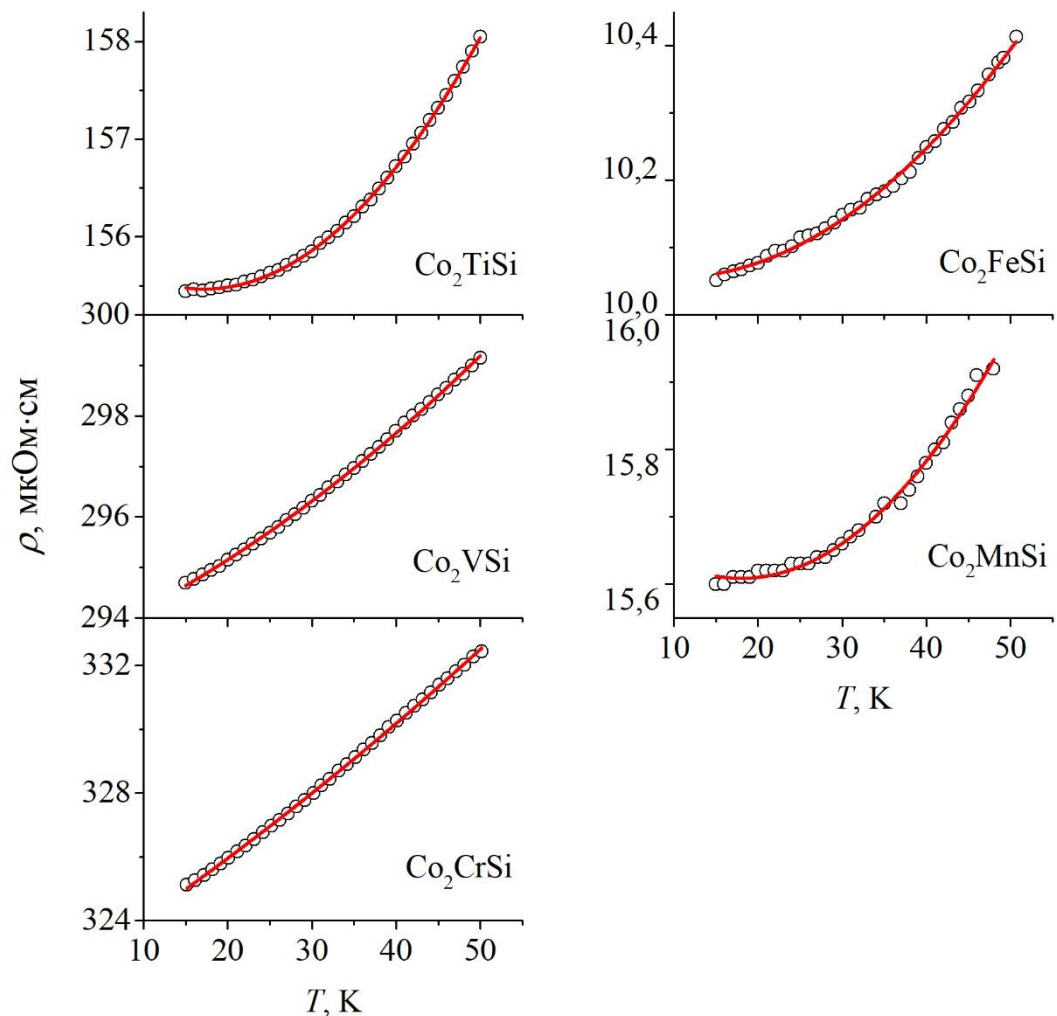 158
157
156
Co₂TiSi
300
298
296
294
Co₂VSi
332
328
324
Co₂CrSi
10 20 30 40 50
T, K
ρ, мкОм·см
10,4
10,2
10,0
Co₂FeSi
16,0
15,8
15,6
Co₂MnSi
10 20 30 40 50
T, K